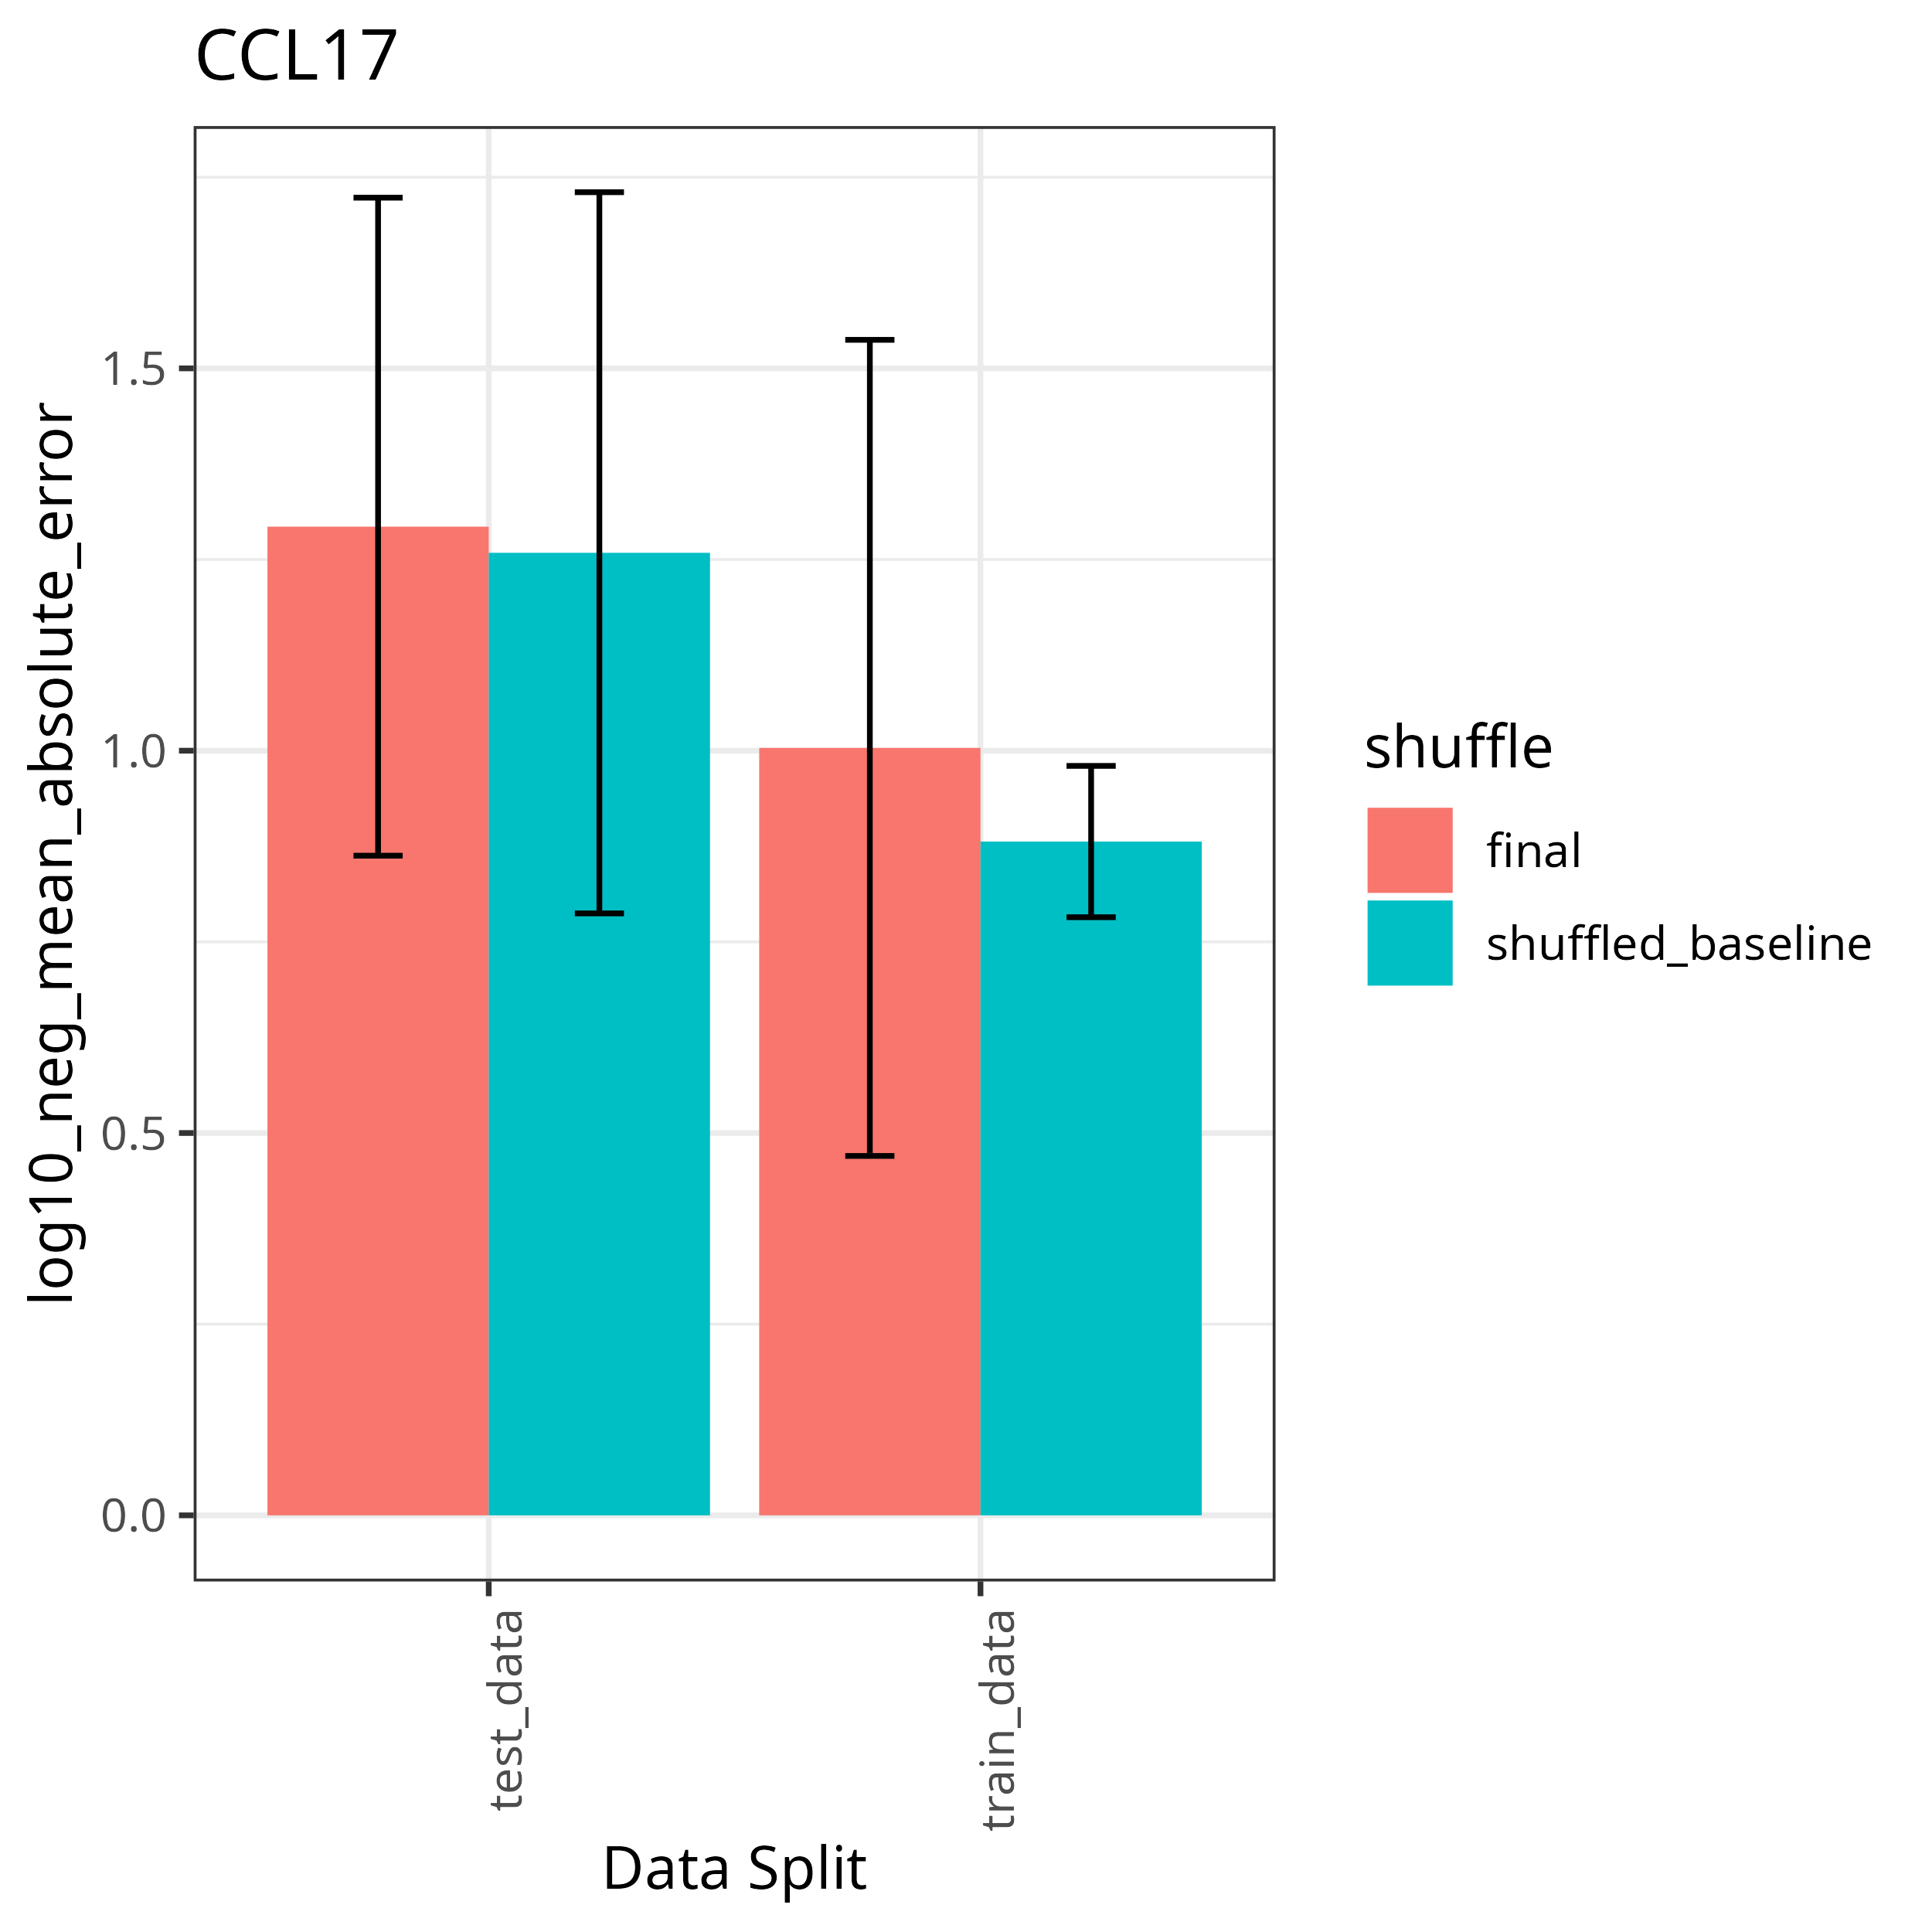 CCL17
log10_neg_mean_absolute_error
1.5
1.0
0.5
0.0
test_data
train_data
Data Split
shuffle
final
shuffled_baseline